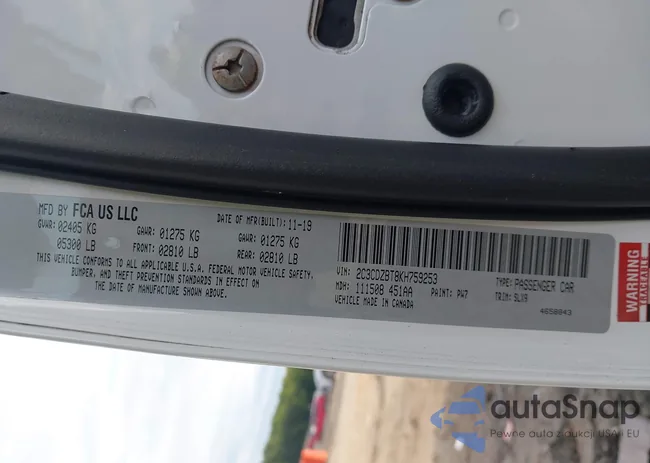 MFD BY FCA US LLC
DATE OF MFR(BUILT): 11-19
GVWR: 02405 KG
GAWR: 01275 KG
GAWR: 01275 KG
05300 LB
FRONT: 02810 LB
REAR: 02810 LB
THIS VEHICLE CONFORMS TO ALL APPLICABLE U.S.A. FEDERAL MOTOR VEHICLE SAFETY,
BUMPER, AND THEFT PREVENTION STANDARDS IN EFFECT ON
THE DATE OF MANUFACTURE SHOWN ABOVE.
VIN: 2C3CDZBT8KH759253
TYPE: PASSENGER CAR
MDH: 111508 451AA
PAINT: PW7
TRIM: SLX9
VEHICLE MADE IN CANADA
4650843
WARNING
autaSnap
Pewne auta z aukcji USA i EU